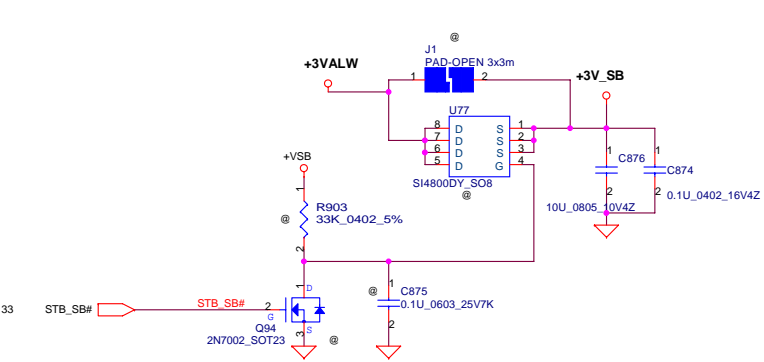 @
J1
+3VALW
PAD-OPEN 3x3m
+3V_SB
1
2
U77
8
D
S
1
7
D
S
2
6
D
S
3
5
D
G
4
SI4800DY_SO8
@
1
C876
2
10U_0805_10V4Z
1
C874
2
0.1U_0402_16V4Z
+VSB
1
R903
@
33K_0402_5%
2
@
1
C875
0.1U_0603_25V7K
2
33
STB_SB#
STB_SB#
1
D
2
G
Q94
3
S
2N7002_SOT23
@